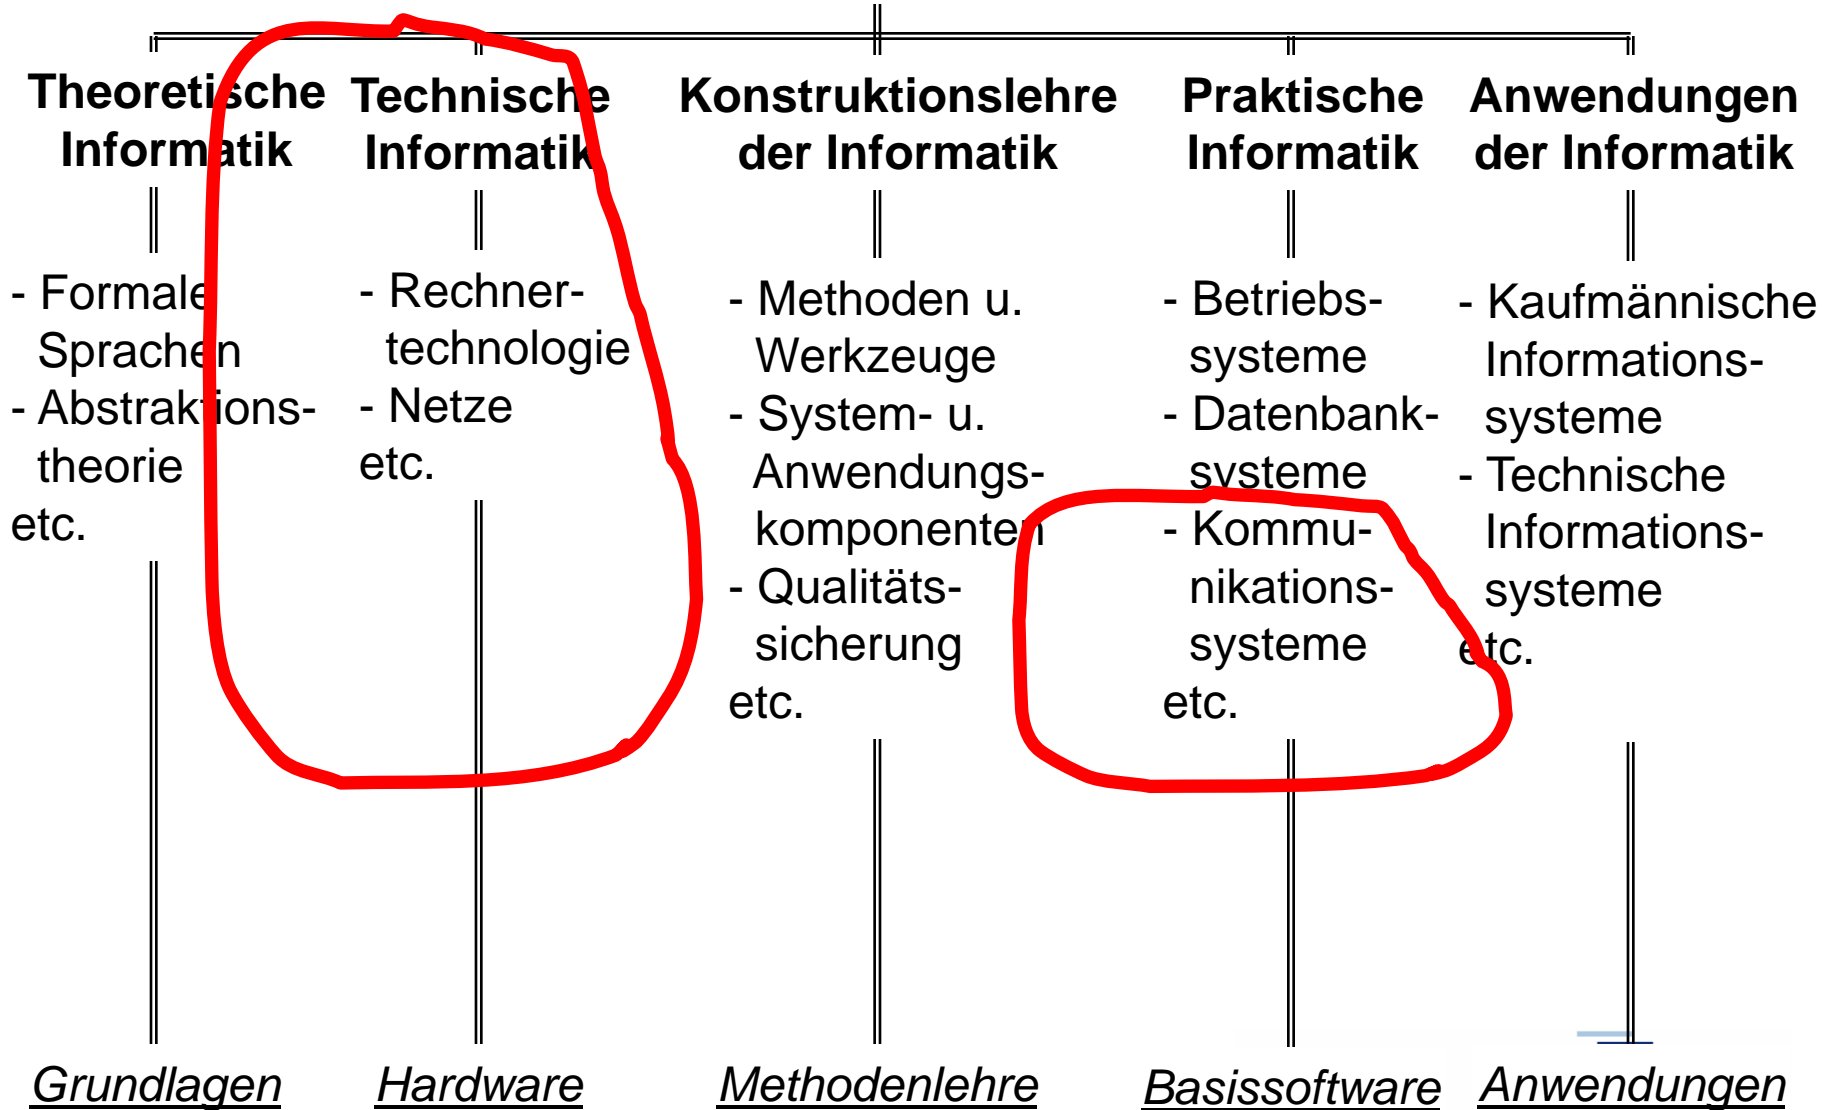 Theoretische
Informatik
- Formale
Sprachen
- Abstraktions-
theorie
etc.
Grundlagen
Technische
Informatik
- Rechner-
technologie
- Netze
etc.
Hardware
Konstruktionslehre
der Informatik
- Methoden u.
Werkzeuge
- System- u.
Anwendungs-
komponenten
- Qualitäts-
sicherung
etc.
Methodenlehre
Praktische
Informatik
- Betriebs-
systeme
- Datenbank-
systeme
- Kommu-
nikations-
systeme
etc.
Basissoftware
Anwendungen
der Informatik
- Kaufmännische
Informations-
systeme
- Technische
Informations-
systeme
etc.
Anwendungen